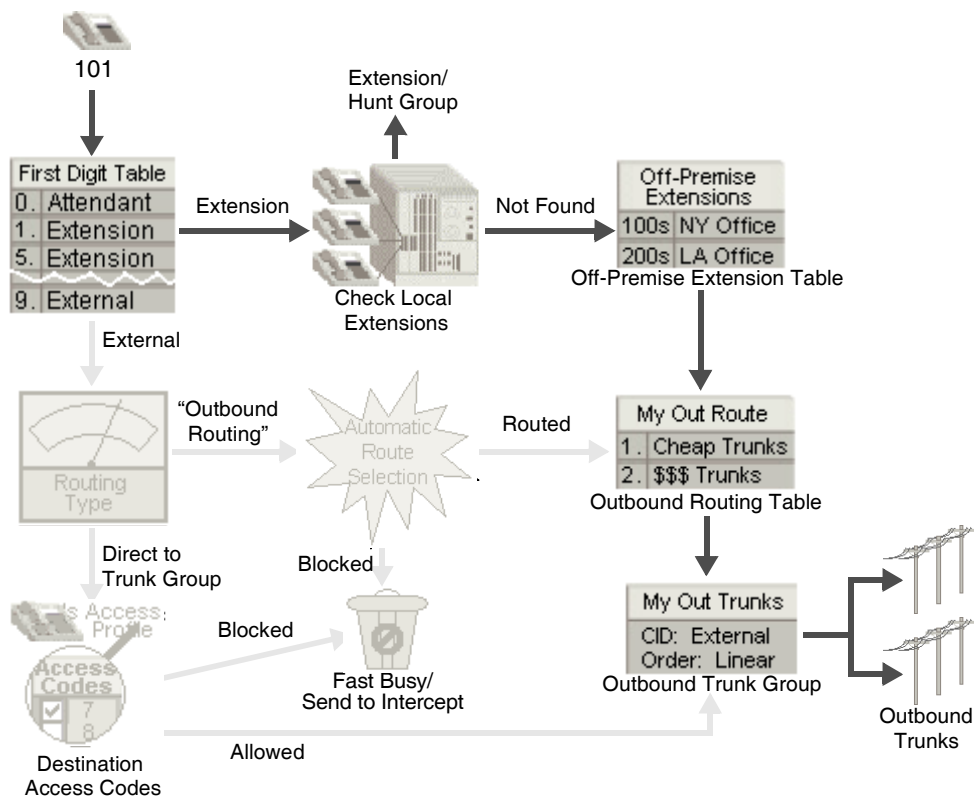 101
Extension/
Hunt Group
First Digit Table
0. Attendant
1. Extension
5. Extension
9. External
Extension
Check Local
Extensions
Not Found
Off-Premise
Extensions
100s NY Office
200s LA Office
Off-Premise Extension Table
External
Routing
Type
“Outbound
Routing”
Automatic
Route
Selection
Routed
My Out Route
1. Cheap Trunks
2. $$$ Trunks
Outbound Routing Table
Direct to
Trunk Group
Blocked
's Access
Profile
Access
Codes
7
8
Destination
Access Codes
Blocked
Fast Busy/
Send to Intercept
Allowed
My Out Trunks
CID: External
Order: Linear
Outbound Trunk Group
Outbound
Trunks